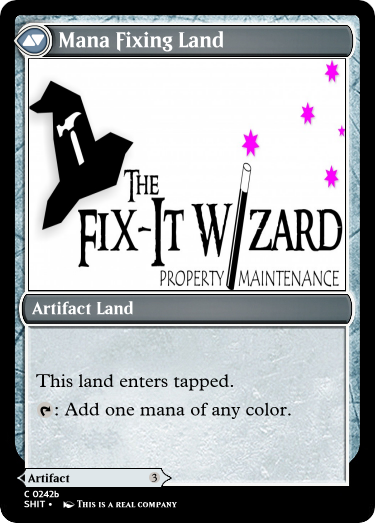 Mana Fixing Land
THE
FIX-IT WIZARD
PROPERTY MAINTENANCE
Artifact Land
This land enters tapped.
: Add one mana of any color.
Artifact 3
C 0242b
SHIT • THIS IS A REAL COMPANY